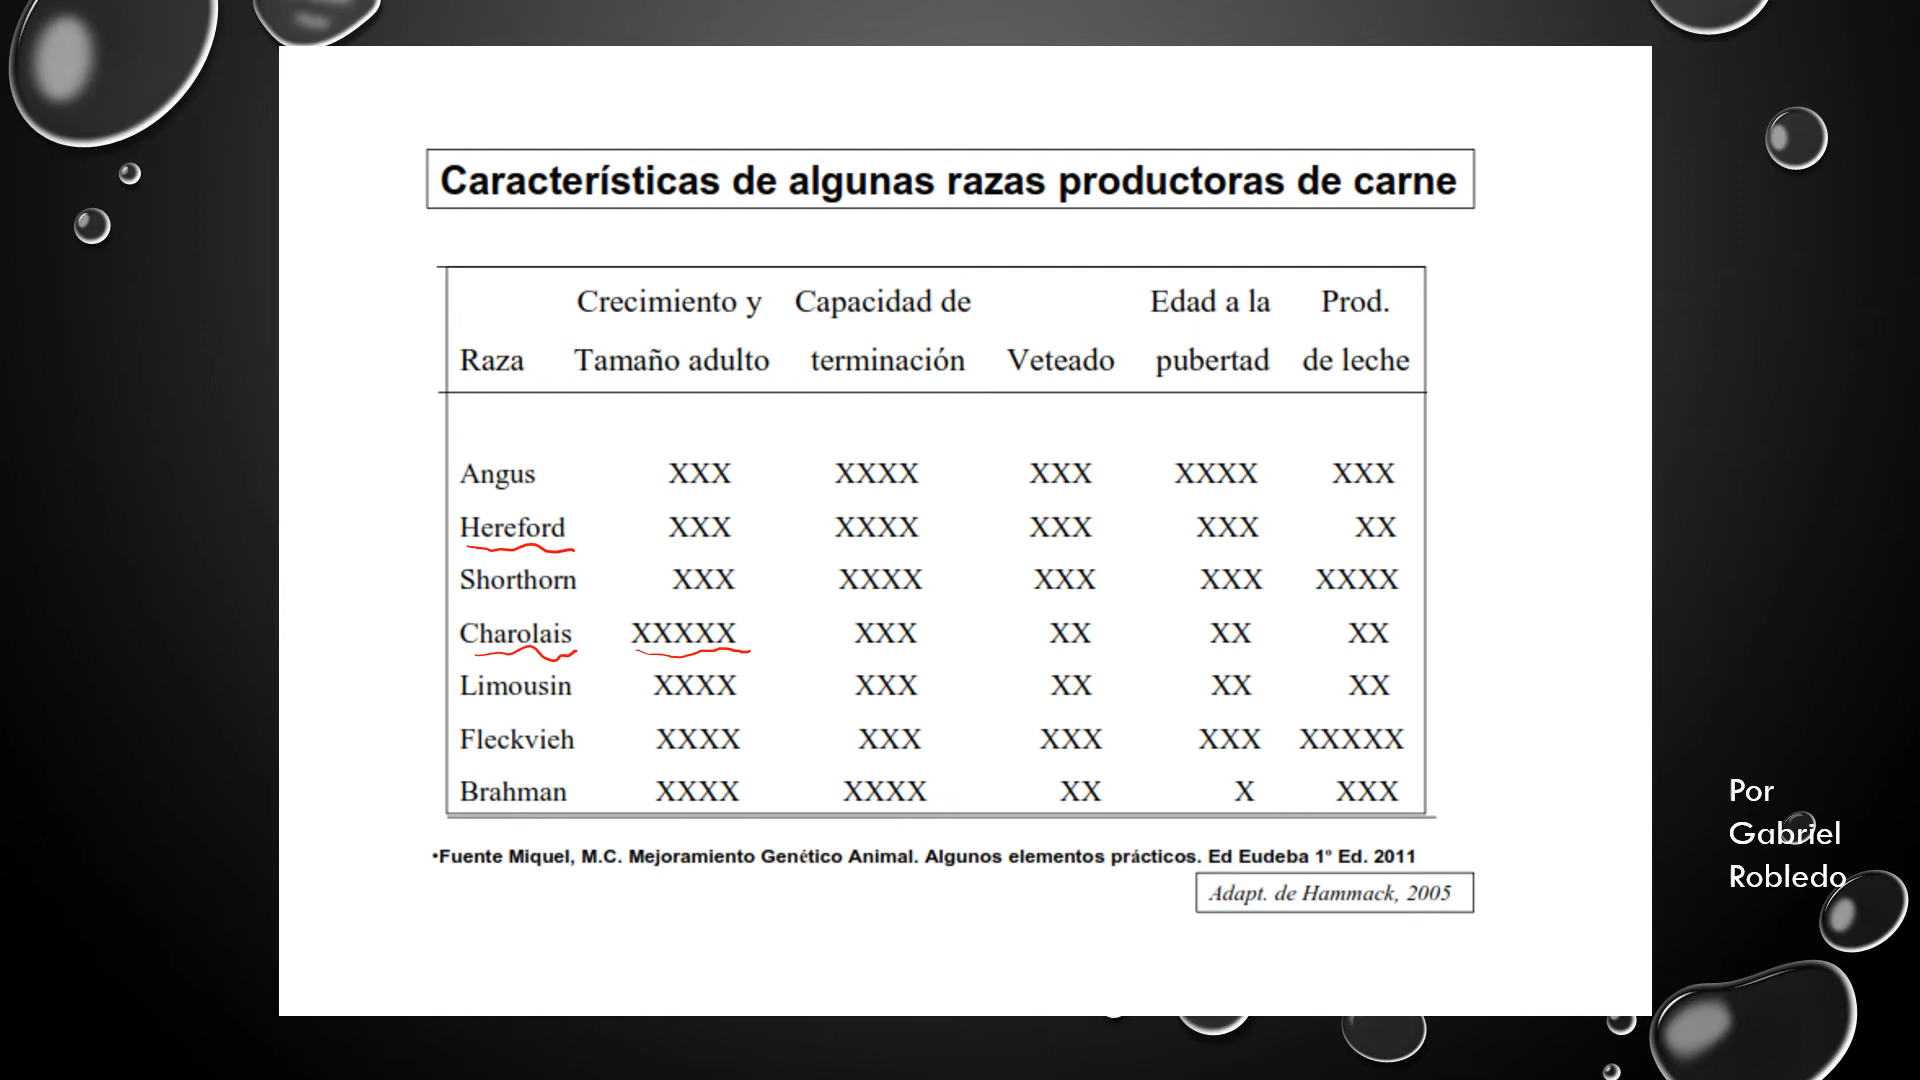 Características de algunas razas productoras de carne
Crecimiento y Capacidad de Edad a la Prod.
Raza Tamaño adulto terminación Veteado pubertad de leche
Angus XXX XXXX XXX XXXX XXX
Hereford XXX XXXX XXX XXX XX
Shorthorn XXX XXXX XXX XXX XXXX
Charolais XXXXX XXX XX XX XX
Limousin XXXX XXX XX XX XX
Fleckvieh XXXX XXX XXX XXX XXXXX
Brahman XXXX XXXX XX X XXX
•Fuente Miquel, M.C. Mejoramiento Genético Animal. Algunos elementos prácticos. Ed Eudeba 1º Ed. 2011
Adapt. de Hammack, 2005
Por
Gabriel
Robledo